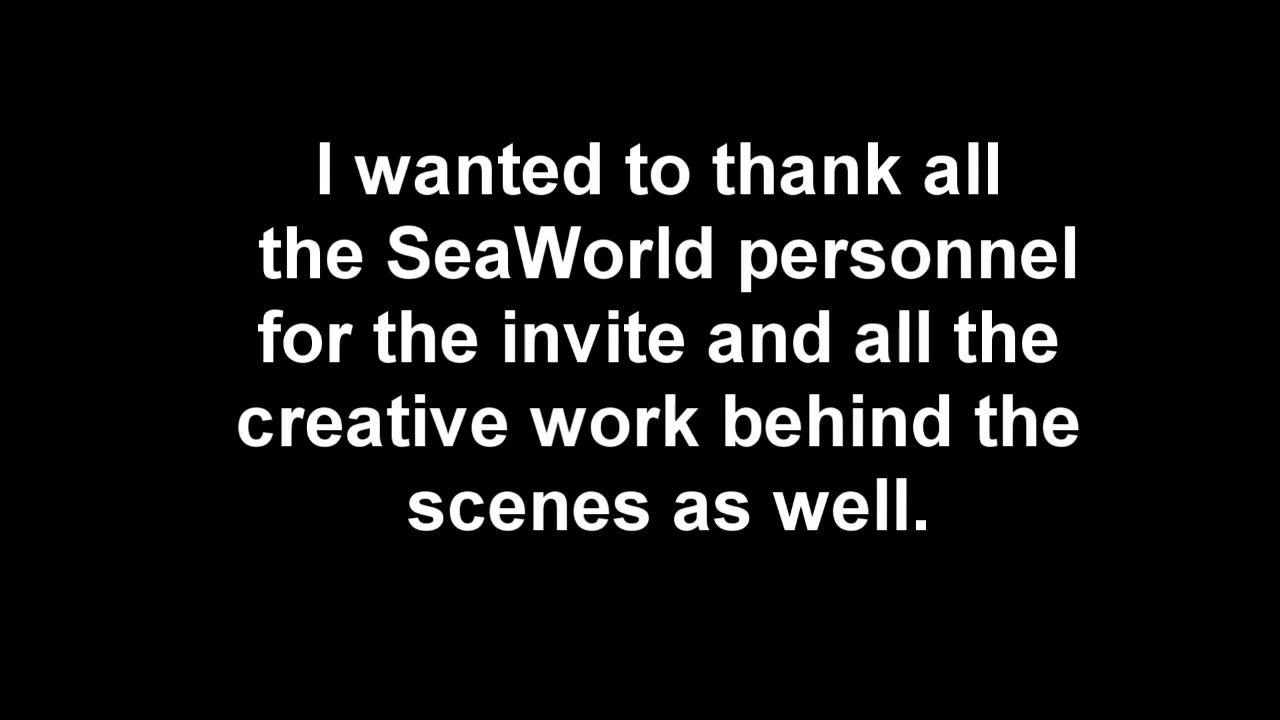 I wanted to thank all
the SeaWorld personnel
for the invite and all the
creative work behind the
scenes as well.